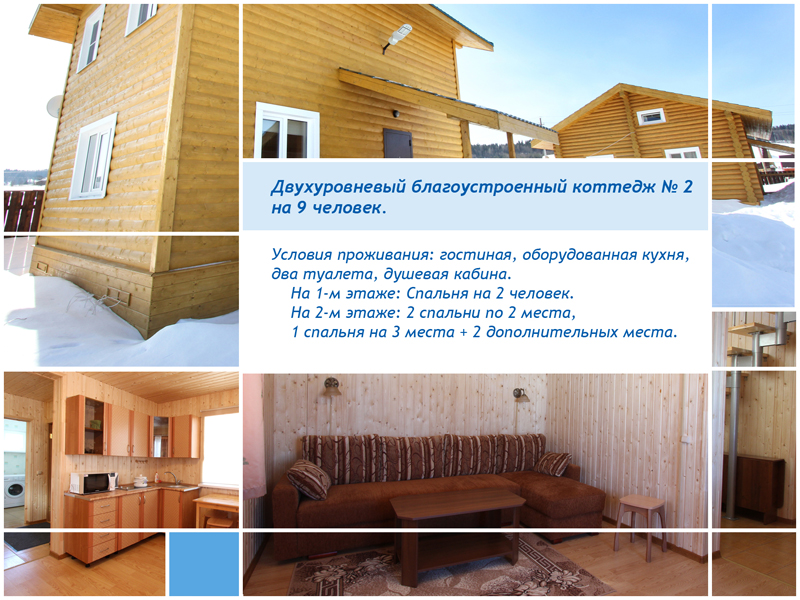 Двухуровневый благоустроенный коттедж № 2
на 9 человек.
Условия проживания: гостиная, оборудованная кухня,
два туалета, душевая кабина.
На 1-м этаже: Спальня на 2 человек.
На 2-м этаже: 2 спальни по 2 места,
1 спальня на 3 места + 2 дополнительных места.